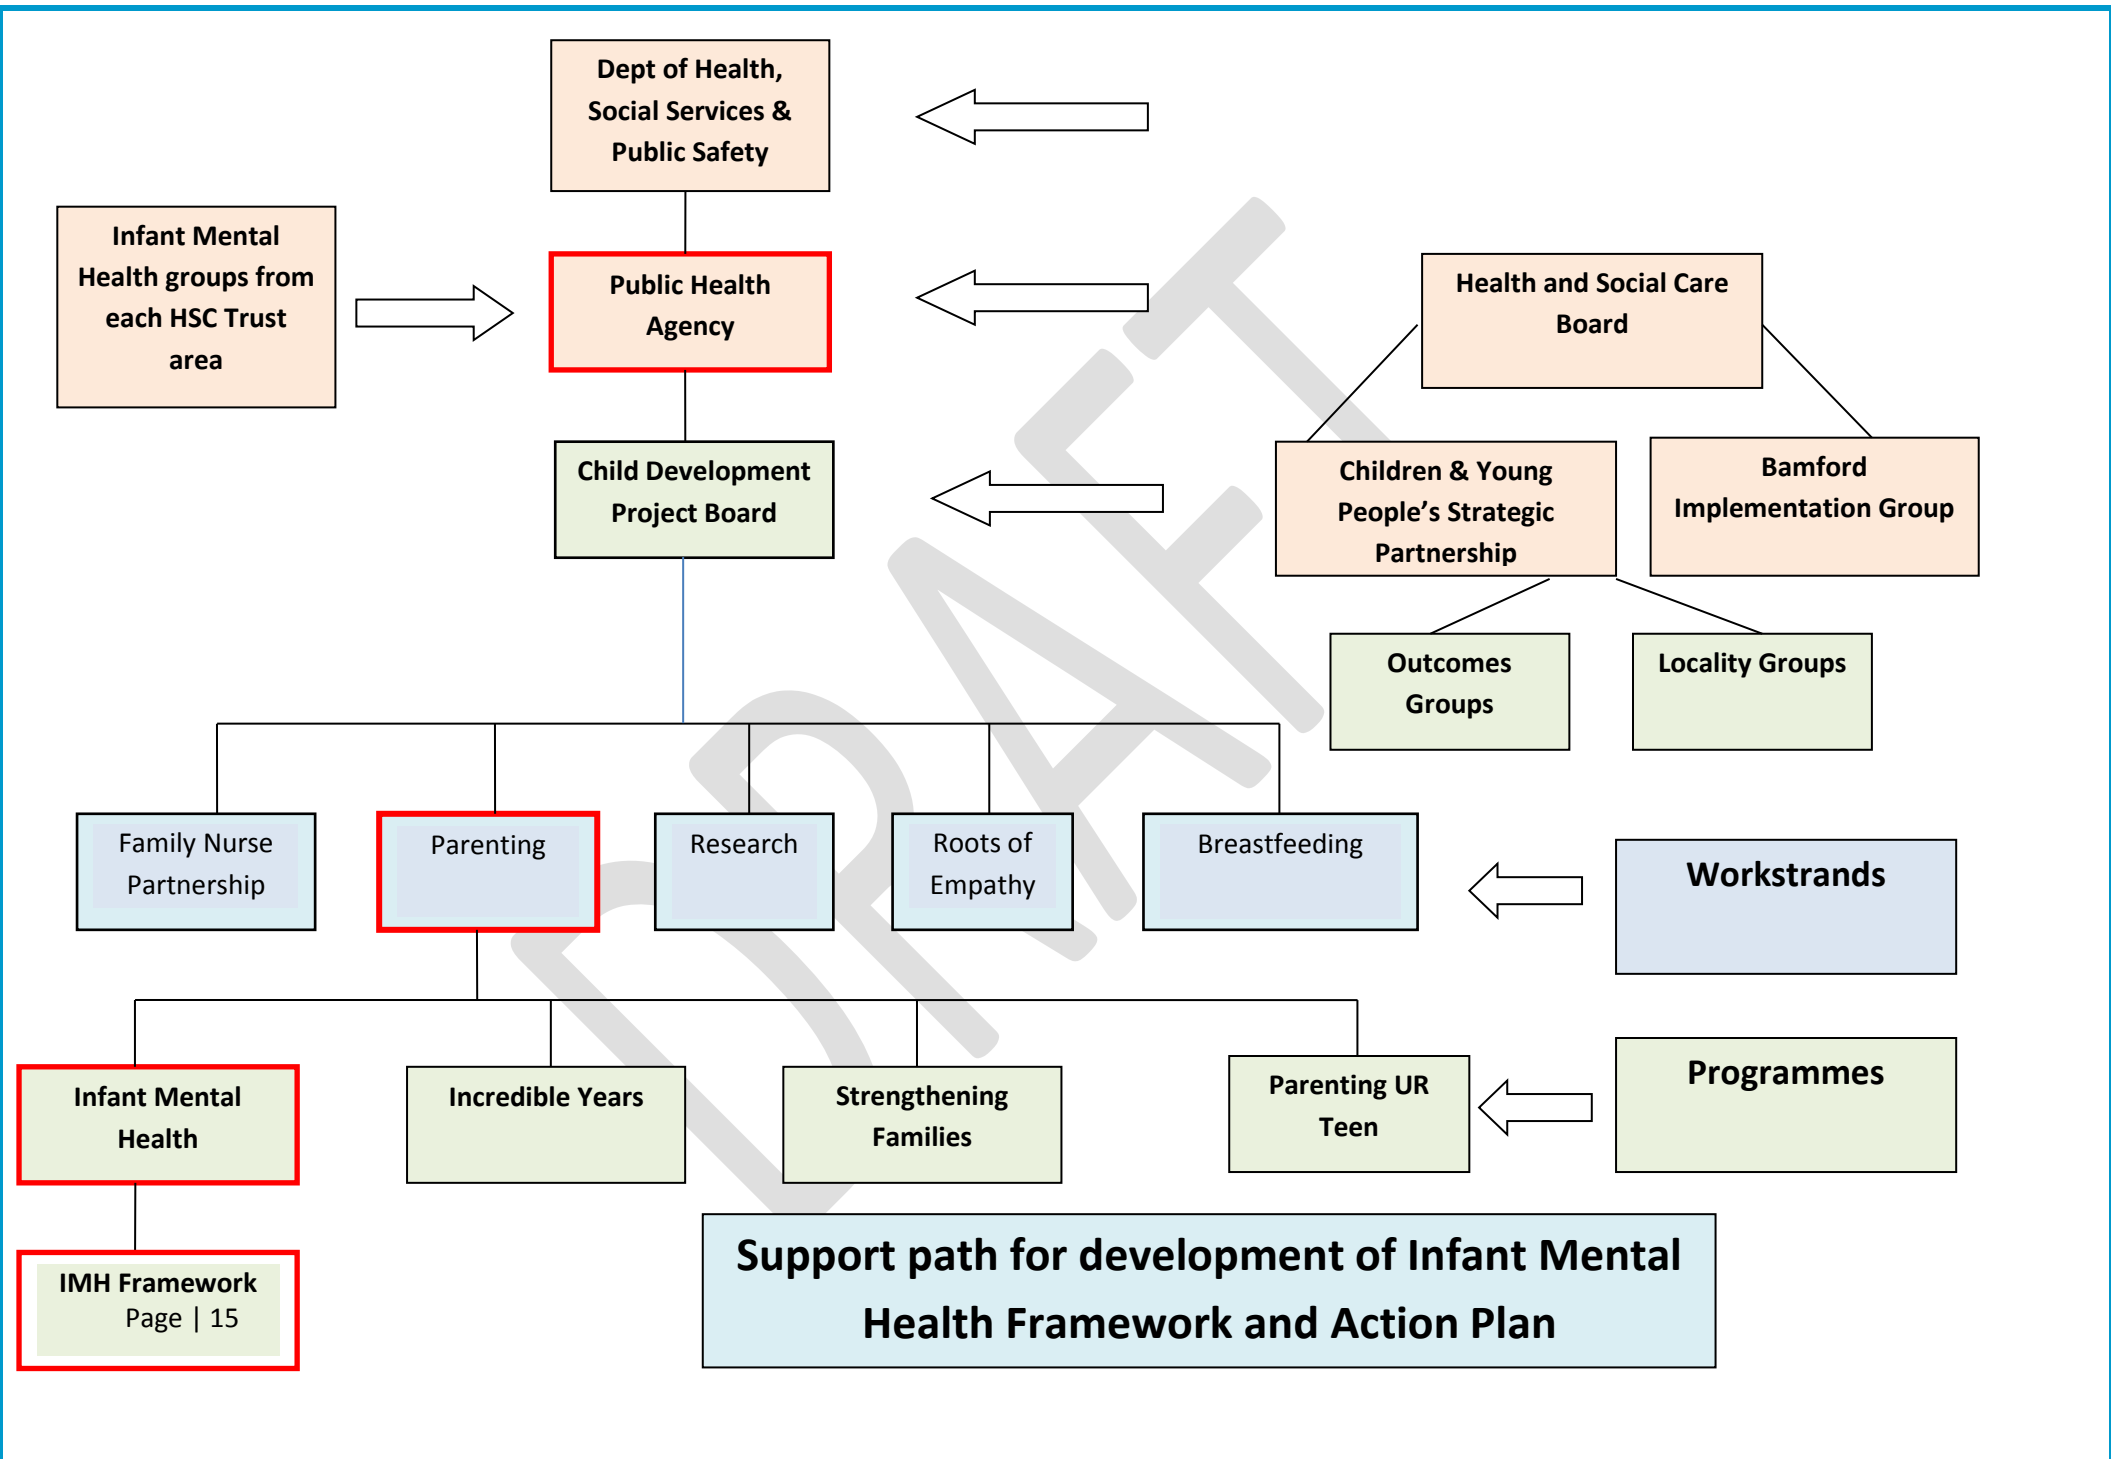 Dept of Health,
Social Services &
Public Safety
Infant Mental
Health groups from
each HSC Trust
area
Public Health
Agency
Health and Social Care
Board
Child Development
Project Board
Children & Young
People’s Strategic
Partnership
Bamford
Implementation Group
Outcomes
Groups
Locality Groups
Family Nurse
Partnership
Parenting
Research
Roots of
Empathy
Breastfeeding
Workstrands
Infant Mental
Health
Incredible Years
Strengthening
Families
Parenting UR
Teen
Programmes
IMH Framework
Page | 15
Support path for development of Infant Mental
Health Framework and Action Plan
DRAFT